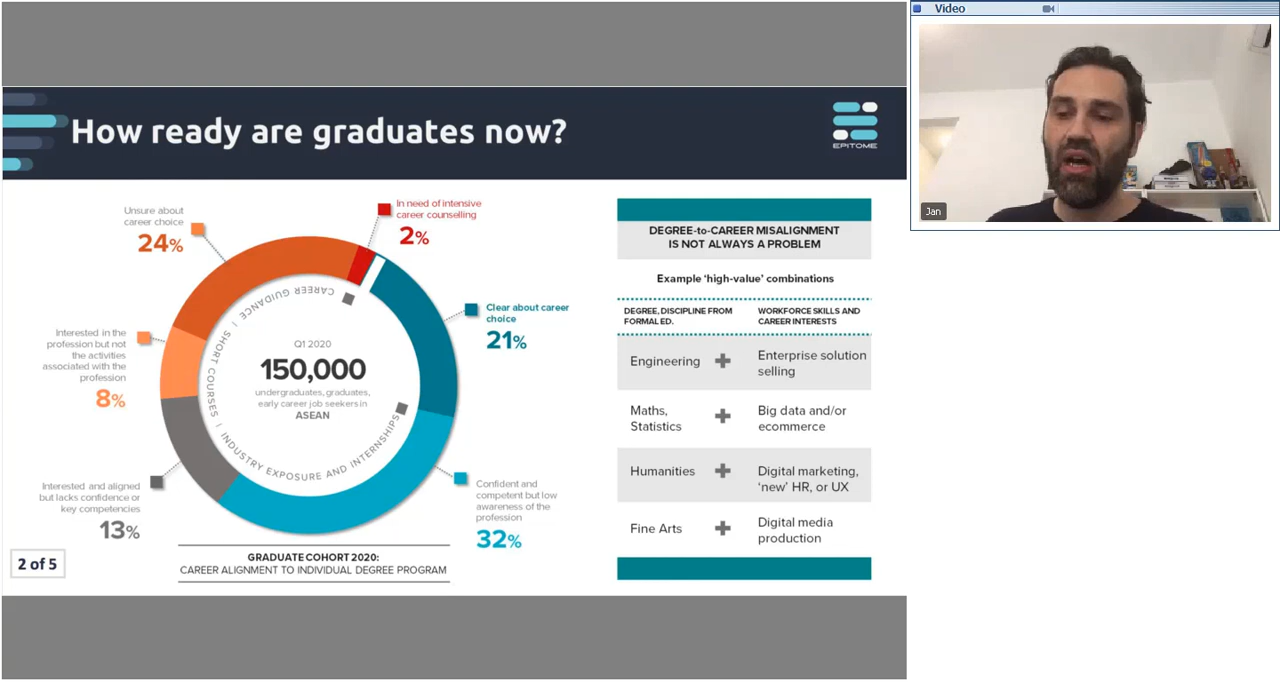 Video
How ready are graduates now?
EPITOME
Jan
Unsure about
career choice
24%
In need of intensive
career counselling
2%
Clear about career
choice
21%
Interested in the
profession but not
the activities
associated with the
profession
8%
CAREER GUIDANCE | SHORT COURSES | INDUSTRY EXPOSURE AND INTERNSHIPS
Q1 2020
150,000
undergraduates, graduates,
early career job seekers in
ASEAN
Interested and aligned
but lacks confidence or
key competencies
13%
Confident and
competent but low
awareness of the
profession
32%
2 of 5
GRADUATE COHORT 2020:
CAREER ALIGNMENT TO INDIVIDUAL DEGREE PROGRAM
DEGREE-to-CAREER MISALIGNMENT
IS NOT ALWAYS A PROBLEM
Example ‘high-value’ combinations
DEGREE, DISCIPLINE FROM
FORMAL ED.
WORKFORCE SKILLS AND
CAREER INTERESTS
Engineering + Enterprise solution
selling
Maths,
Statistics + Big data and/or
ecommerce
Humanities + Digital marketing,
‘new’ HR, or UX
Fine Arts + Digital media
production